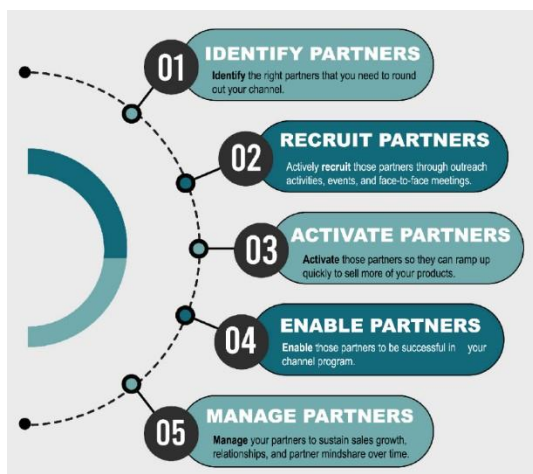 01
IDENTIFY PARTNERS
Identify the right partners that you need to round
out your channel.
02
RECRUIT PARTNERS
Actively recruit those partners through outreach
activities, events, and face-to-face meetings.
03
ACTIVATE PARTNERS
Activate those partners so they can ramp up
quickly to sell more of your products.
04
ENABLE PARTNERS
Enable those partners to be successful in your
channel program.
05
MANAGE PARTNERS
Manage your partners to sustain sales growth,
relationships, and partner mindshare over time.